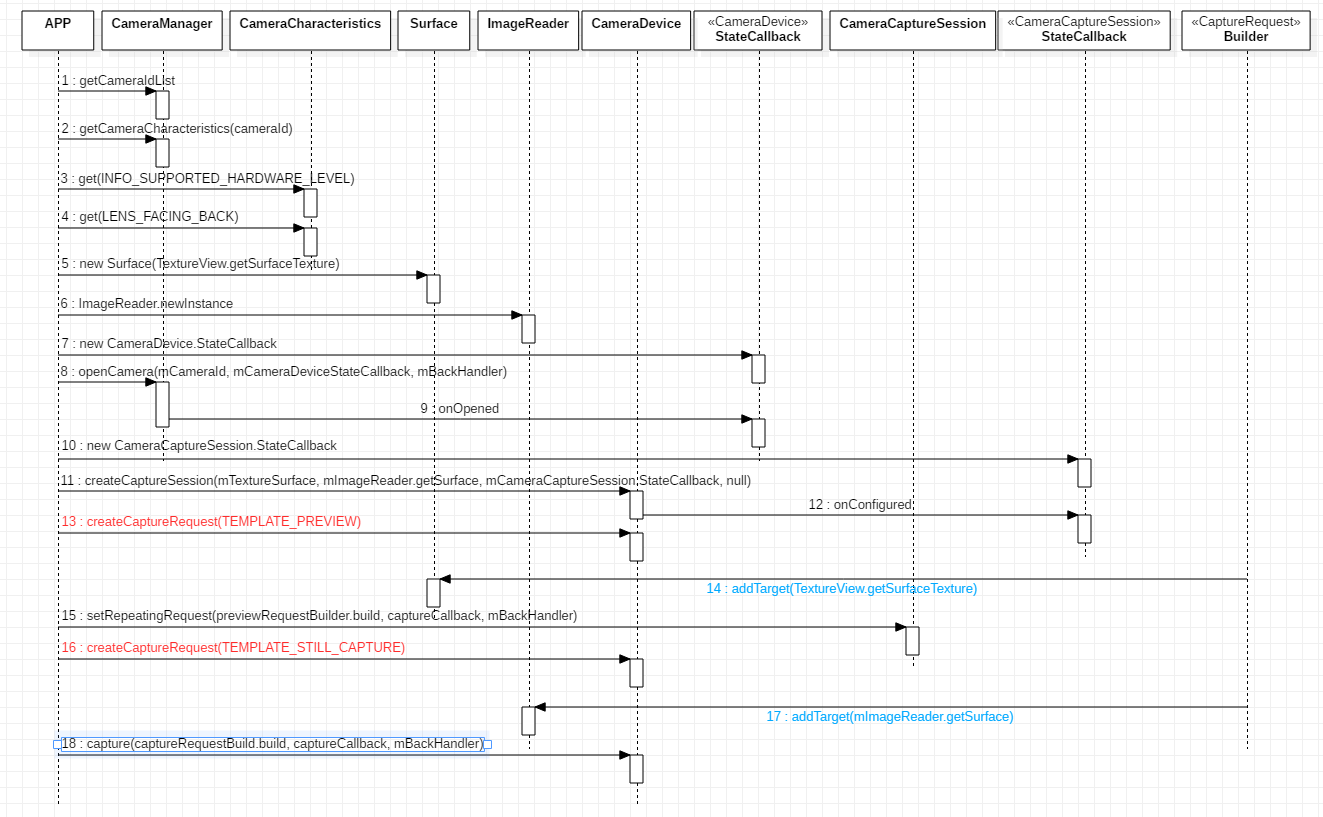 APP
CameraManager
CameraCharacteristics
Surface
ImageReader
CameraDevice
«CameraDevice»
StateCallback
CameraCaptureSession
«CameraCaptureSession»
StateCallback
«CaptureRequest»
Builder
1 : getCameraIdList
2 : getCameraCharacteristics(cameraId)
3 : get(INFO_SUPPORTED_HARDWARE_LEVEL)
4 : get(LENS_FACING_BACK)
5 : new Surface(TextureView.getSurfaceTexture)
6 : ImageReader.newInstance
7 : new CameraDevice.StateCallback
8 : openCamera(mCameraId, mCameraDeviceStateCallback, mBackHandler)
9 : onOpened
10 : new CameraCaptureSession.StateCallback
11 : createCaptureSession(mTextureSurface, mImageReader.getSurface, mCameraCaptureSession.StateCallback, null)
12 : onConfigured
13 : createCaptureRequest(TEMPLATE_PREVIEW)
14 : addTarget(TextureView.getSurfaceTexture)
15 : setRepeatingRequest(previewRequestBuilder.build, captureCallback, mBackHandler)
16 : createCaptureRequest(TEMPLATE_STILL_CAPTURE)
17 : addTarget(mImageReader.getSurface)
18 : capture(captureRequestBuild.build, captureCallback, mBackHandler)